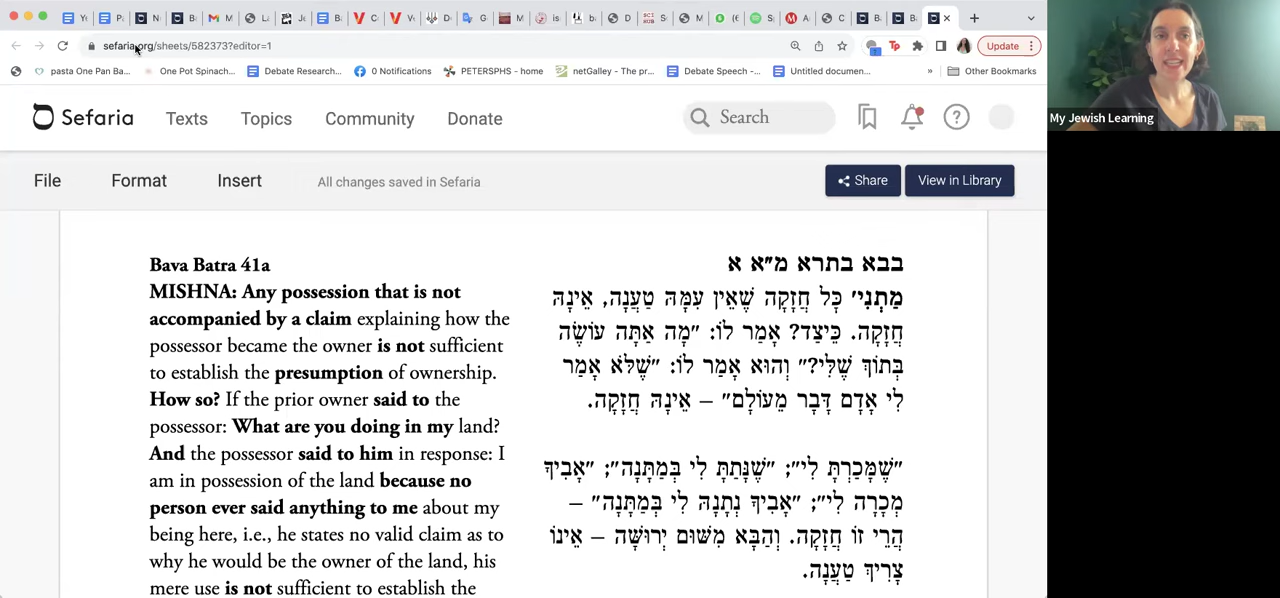 sefaria.org/sheets/582373?editor=1
Update
pasta One Pan Ba...
One Pot Spinach...
Debate Research...
0 Notifications
PETERSPHS - home
netGalley - The pr...
Debate Speech -...
Untitled documen...
»
Other Bookmarks
My Jewish Learning
Sefaria
Texts
Topics
Community
Donate
Search
File
Format
Insert
All changes saved in Sefaria
Share
View in Library
Bava Batra 41a
MISHNA: Any possession that is not
accompanied by a claim explaining how the
possessor became the owner is not sufficient
to establish the presumption of ownership.
How so? If the prior owner said to the
possessor: What are you doing in my land?
And the possessor said to him in response: I
am in possession of the land because no
person ever said anything to me about my
being here, i.e., he states no valid claim as to
why he would be the owner of the land, his
mere use is not sufficient to establish the
בבא בתרא מ״א א
מַתְנִי׳ כׇּל חֲזָקָה שֶׁאֵין עִמָּהּ טַעֲנָה, אֵינָהּ
חֲזָקָה. כֵּיצַד? אָמַר לוֹ: ״מָה אַתָּה עוֹשֶׂה
בְּתוֹךְ שֶׁלִּי?״ וְהוּא אָמַר לוֹ: ״שֶׁלֹּא אָמַר
לִי אָדָם דָּבָר מֵעוֹלָם״ – אֵינָהּ חֲזָקָה.
״שֶׁמָּכַרְתָּ לִי״; ״שֶׁנָּתַתָּ לִי בְּמַתָּנָה״; ״אָבִיךָ
מְכָרָהּ לִי״; ״אָבִיךָ נְתָנָהּ לִי בְּמַתָּנָה״ –
הֲרֵי זוֹ חֲזָקָה. וְהַבָּא מִשּׁוּם יְרוּשָּׁה – אֵינוֹ
צָרִיךְ טַעֲנָה.